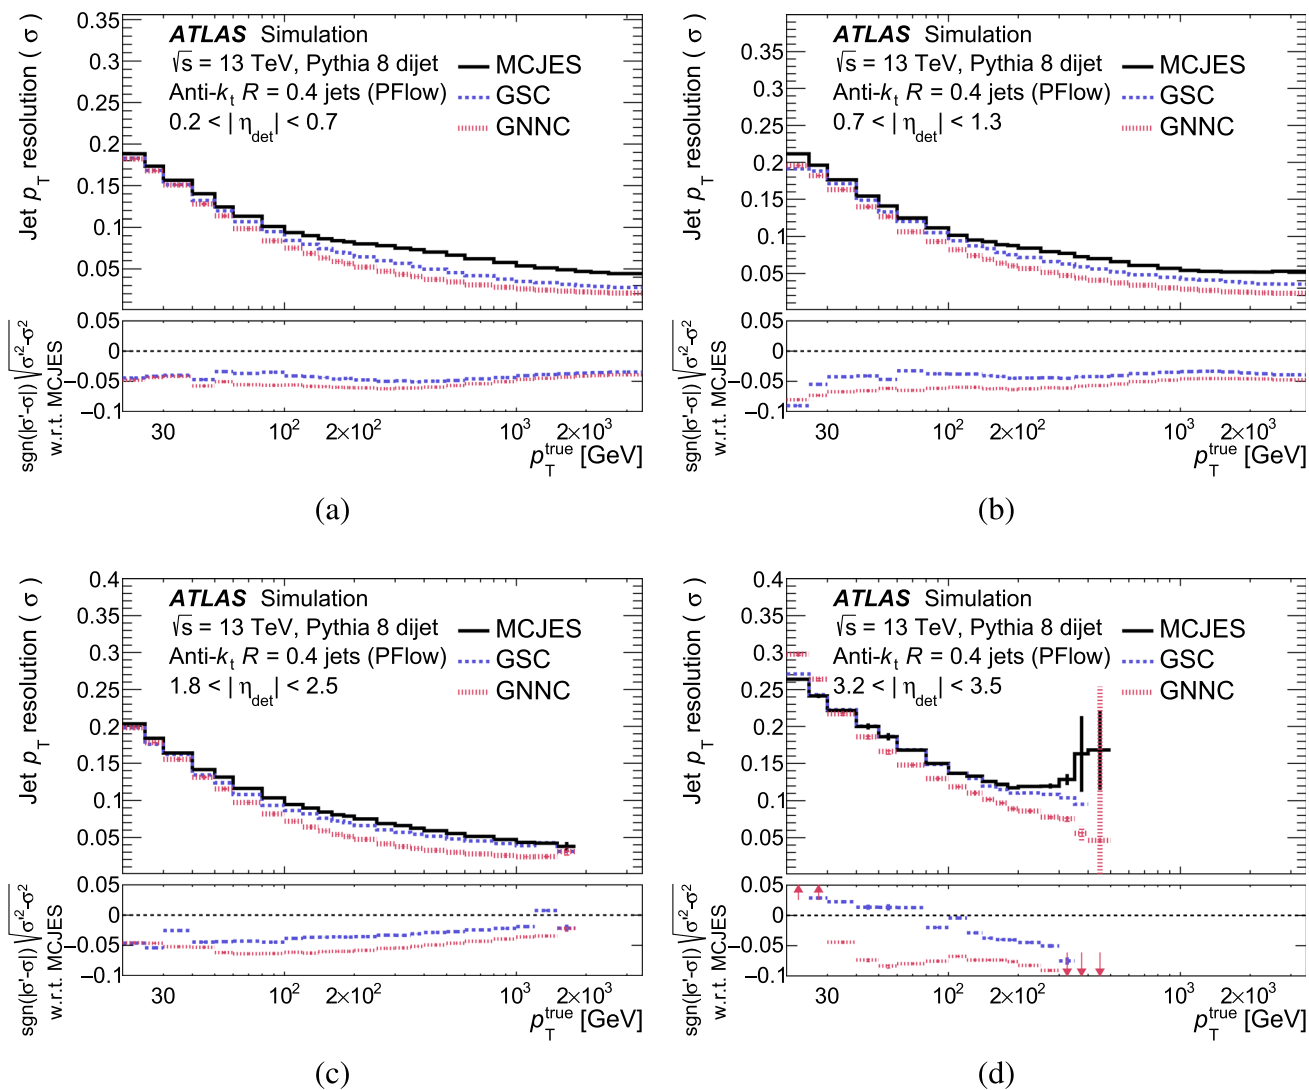 0.35
0.3
0.25
0.2
0.15
0.1
0.05
Jet pT resolution ( σ )
ATLAS Simulation
√s = 13 TeV, Pythia 8 dijet
Anti-kt R = 0.4 jets (PFlow)
0.2 < | ηdet | < 0.7
MCJES
GSC
GNNC
0.05
0
−0.05
−0.1
sgn(|σ'-σ|) √σ'²-σ²
w.r.t. MCJES
30 10² 2×10² 10³ 2×10³
pT^true [GeV]
(a)
0.35
0.3
0.25
0.2
0.15
0.1
0.05
Jet pT resolution ( σ )
ATLAS Simulation
√s = 13 TeV, Pythia 8 dijet
Anti-kt R = 0.4 jets (PFlow)
0.7 < | ηdet | < 1.3
MCJES
GSC
GNNC
0.05
0
−0.05
−0.1
sgn(|σ'-σ|) √σ'²-σ²
w.r.t. MCJES
30 10² 2×10² 10³ 2×10³
pT^true [GeV]
(b)
0.4
0.35
0.3
0.25
0.2
0.15
0.1
0.05
Jet pT resolution ( σ )
ATLAS Simulation
√s = 13 TeV, Pythia 8 dijet
Anti-kt R = 0.4 jets (PFlow)
1.8 < | ηdet | < 2.5
MCJES
GSC
GNNC
0.05
0
−0.05
−0.1
sgn(|σ'-σ|) √σ'²-σ²
w.r.t. MCJES
30 10² 2×10² 10³ 2×10³
pT^true [GeV]
(c)
0.4
0.35
0.3
0.25
0.2
0.15
0.1
0.05
Jet pT resolution ( σ )
ATLAS Simulation
√s = 13 TeV, Pythia 8 dijet
Anti-kt R = 0.4 jets (PFlow)
3.2 < | ηdet | < 3.5
MCJES
GSC
GNNC
0.05
0
−0.05
−0.1
sgn(|σ'-σ|) √σ'²-σ²
w.r.t. MCJES
30 10² 2×10² 10³ 2×10³
pT^true [GeV]
(d)